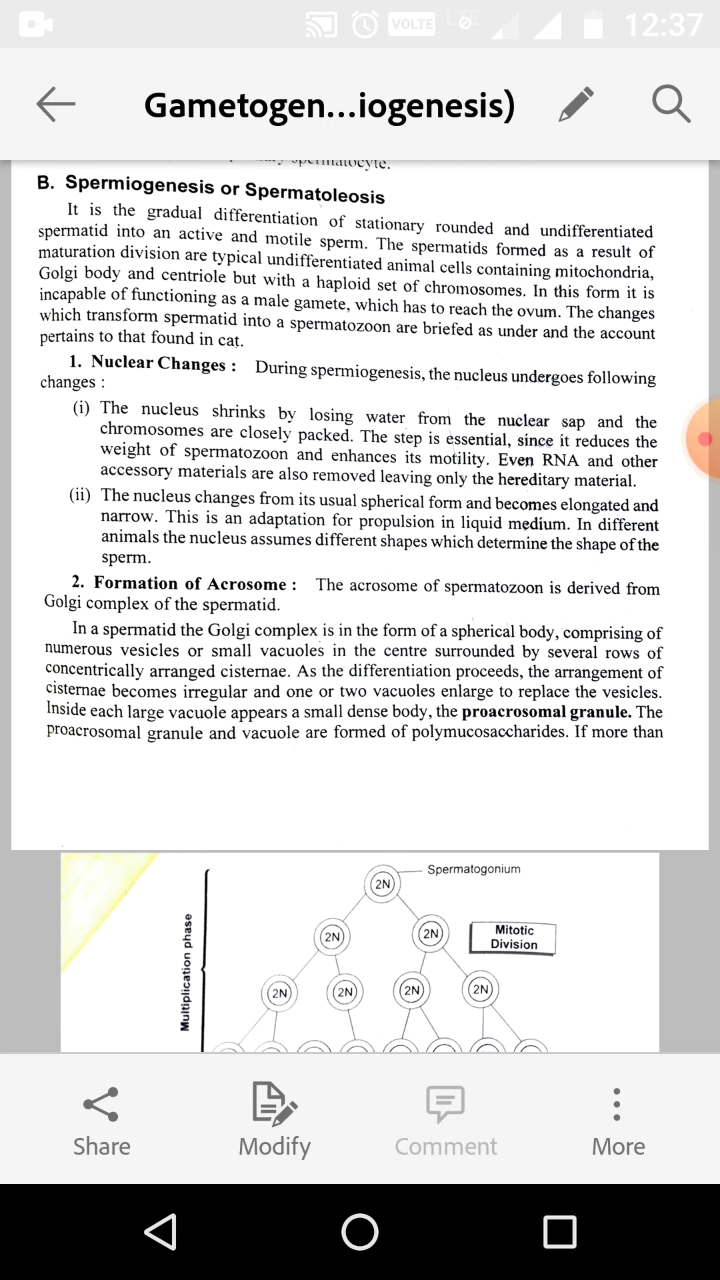 VOLTE LTE 12:37
Gametogen...iogenesis)
spermatocyte.
B. Spermiogenesis or Spermatoleosis
It is the gradual differentiation of stationary rounded and undifferentiated
spermatid into an active and motile sperm. The spermatids formed as a result of
maturation division are typical undifferentiated animal cells containing mitochondria,
Golgi body and centriole but with a haploid set of chromosomes. In this form it is
incapable of functioning as a male gamete, which has to reach the ovum. The changes
which transform spermatid into a spermatozoon are briefed as under and the account
pertains to that found in cat.
1. Nuclear Changes : During spermiogenesis, the nucleus undergoes following
changes :
(i) The nucleus shrinks by losing water from the nuclear sap and the
chromosomes are closely packed. The step is essential, since it reduces the
weight of spermatozoon and enhances its motility. Even RNA and other
accessory materials are also removed leaving only the hereditary material.
(ii) The nucleus changes from its usual spherical form and becomes elongated and
narrow. This is an adaptation for propulsion in liquid medium. In different
animals the nucleus assumes different shapes which determine the shape of the
sperm.
2. Formation of Acrosome : The acrosome of spermatozoon is derived from
Golgi complex of the spermatid.
In a spermatid the Golgi complex is in the form of a spherical body, comprising of
numerous vesicles or small vacuoles in the centre surrounded by several rows of
concentrically arranged cisternae. As the differentiation proceeds, the arrangement of
cisternae becomes irregular and one or two vacuoles enlarge to replace the vesicles.
Inside each large vacuole appears a small dense body, the proacrosomal granule. The
proacrosomal granule and vacuole are formed of polymucosaccharides. If more than
Spermatogonium
2N
2N
2N
Mitotic
Division
Multiplication phase
2N
2N
2N
2N
Share
Modify
Comment
More